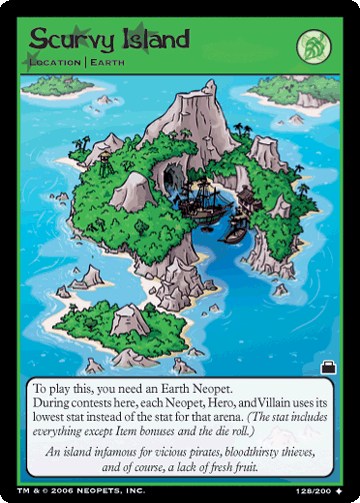 Scurvy Island
Location | Earth
To play this, you need an Earth Neopet.
During contests here, each Neopet, Hero, and Villain uses its
lowest stat instead of the stat for that arena. (The stat includes
everything except Item bonuses and the die roll.)
An island infamous for vicious pirates, bloodthirsty thieves,
and of course, a lack of fresh fruit.
TM & © 2006 NEOPETS, INC.
128/200 ◆